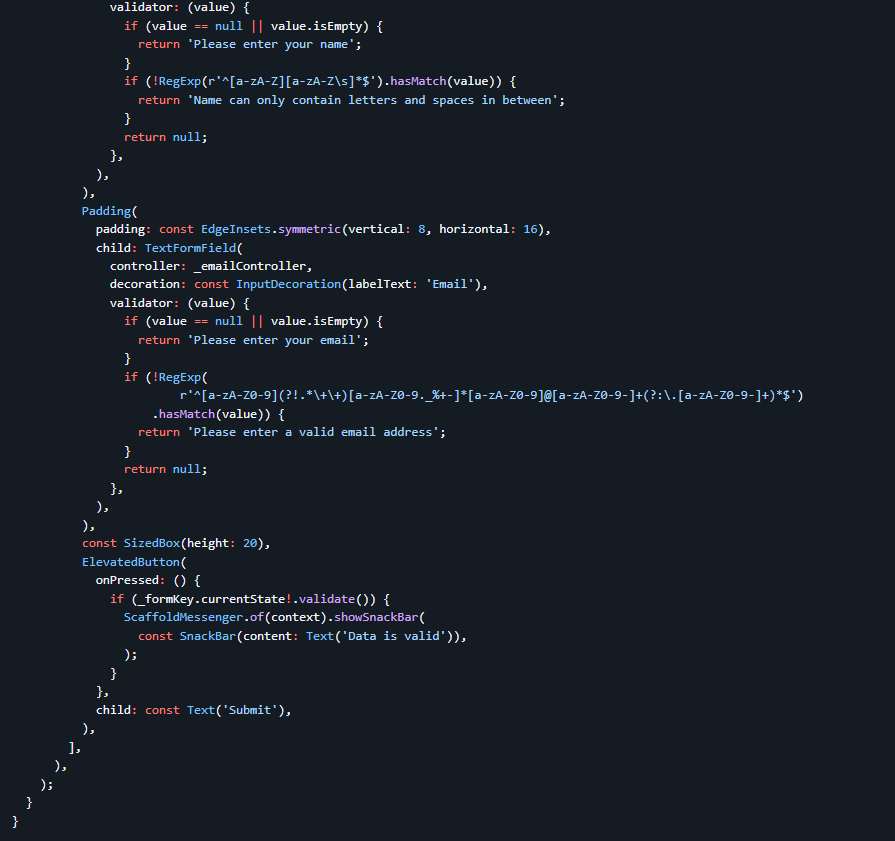 validator: (value) {
if (value == null || value.isEmpty) {
return 'Please enter your name';
}
if (!RegExp(r'^[a-zA-Z][a-zA-Z\s]*$').hasMatch(value)) {
return 'Name can only contain letters and spaces in between';
}
return null;
},
),
),
Padding(
padding: const EdgeInsets.symmetric(vertical: 8, horizontal: 16),
child: TextFormField(
controller: _emailController,
decoration: const InputDecoration(labelText: 'Email'),
validator: (value) {
if (value == null || value.isEmpty) {
return 'Please enter your email';
}
if (!RegExp(
r'^[a-zA-Z0-9](?!.*\+\+)[a-zA-Z0-9._%+-]*[a-zA-Z0-9]@[a-zA-Z0-9-]+(?:\.[a-zA-Z0-9-]+)*$')
.hasMatch(value)) {
return 'Please enter a valid email address';
}
return null;
},
),
),
const SizedBox(height: 20),
ElevatedButton(
onPressed: () {
if (_formKey.currentState!.validate()) {
ScaffoldMessenger.of(context).showSnackBar(
const SnackBar(content: Text('Data is valid')),
);
}
},
child: const Text('Submit'),
),
],
),
);
}
}